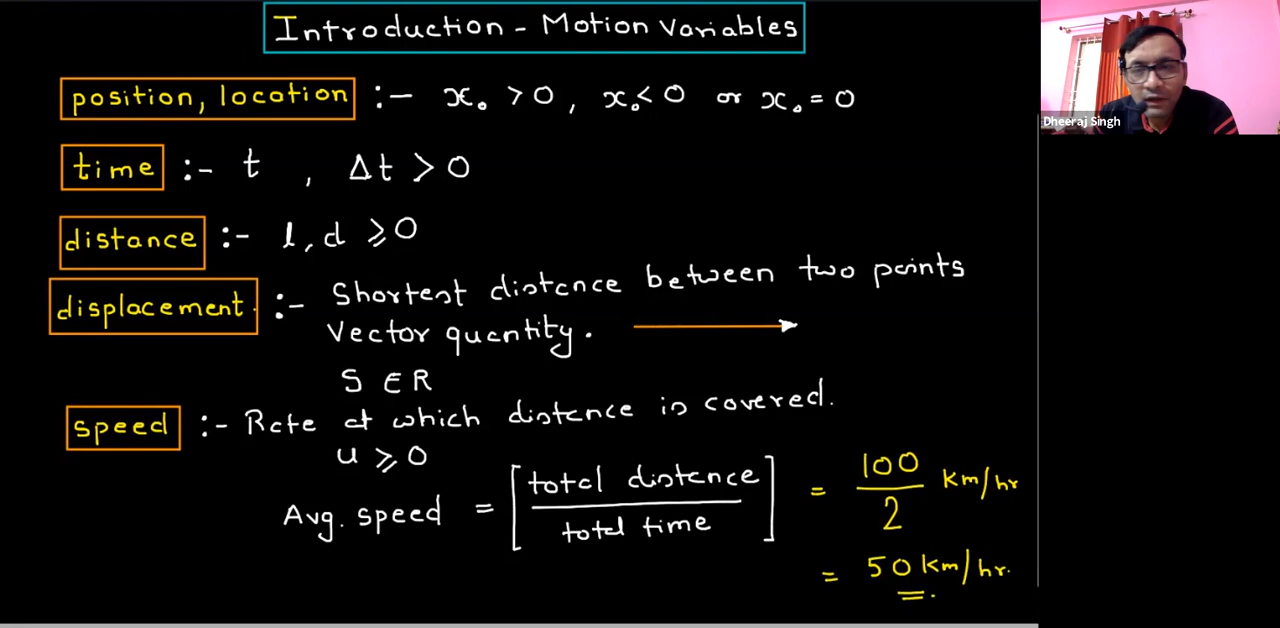 Introduction - Motion Variables
position, location :- x₀ > 0, x₀ < 0 or x₀ = 0
time :- t , Δt > 0
distance :- l, d ⩾ 0
displacement. :- Shortest distance between two points
Vector quantity.
S ∈ R
speed :- Rate at which distance is covered.
u ⩾ 0
Avg. speed = [total distance / total time] = 100/2 km/hr
= 50 km/hr.
Dheeraj Singh